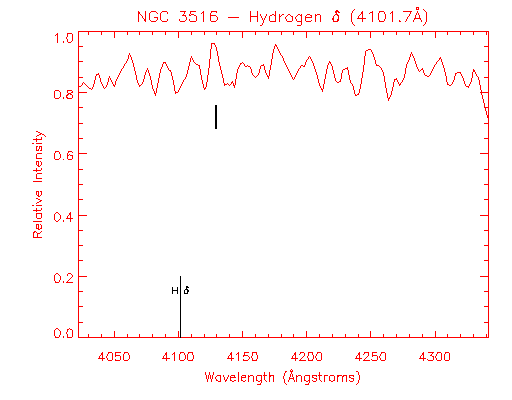 NGC 3516 – Hydrogen δ (4101.7Å)
1.0
0.8
0.6
0.4
0.2
0.0
Relative Intensity
H δ
4050 4100 4150 4200 4250 4300
Wavelength (Ångstroms)